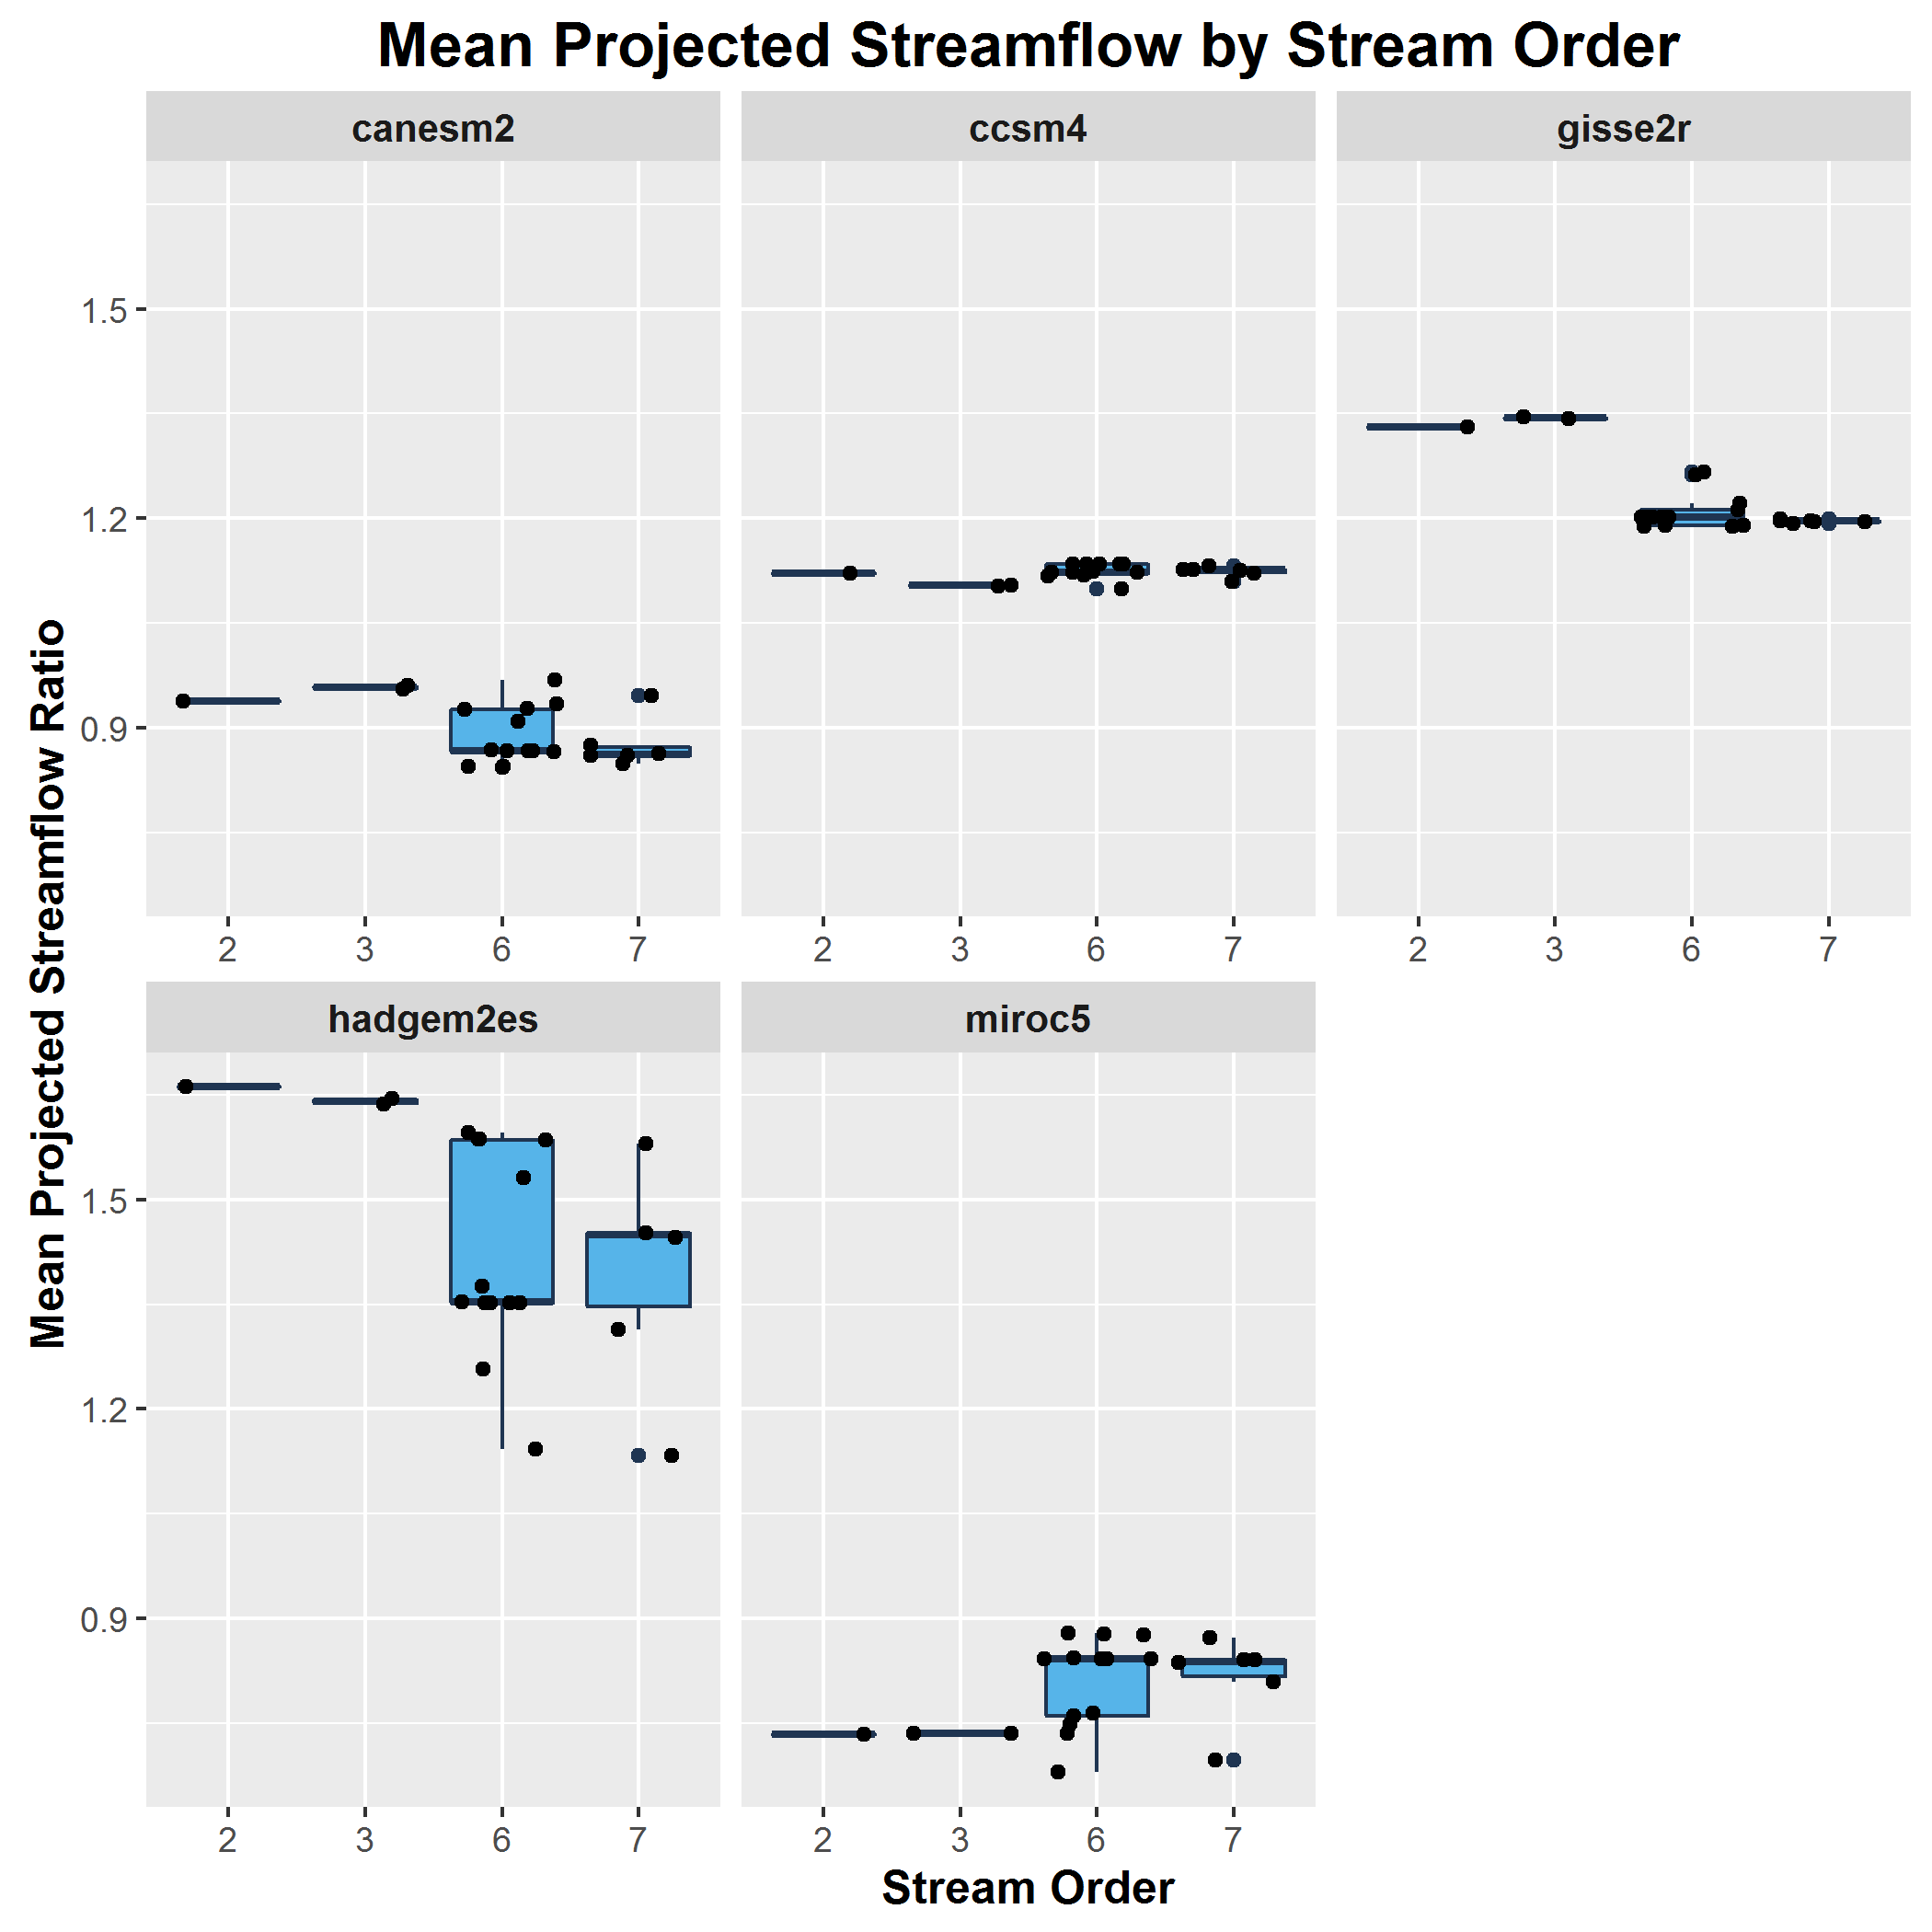 Mean Projected Streamflow by Stream Order
canesm2
ccsm4
gisse2r
1.5
1.2
0.9
2 3 6 7
2 3 6 7
2 3 6 7
Mean Projected Streamflow Ratio
hadgem2es
miroc5
1.5
1.2
0.9
2 3 6 7
2 3 6 7
Stream Order